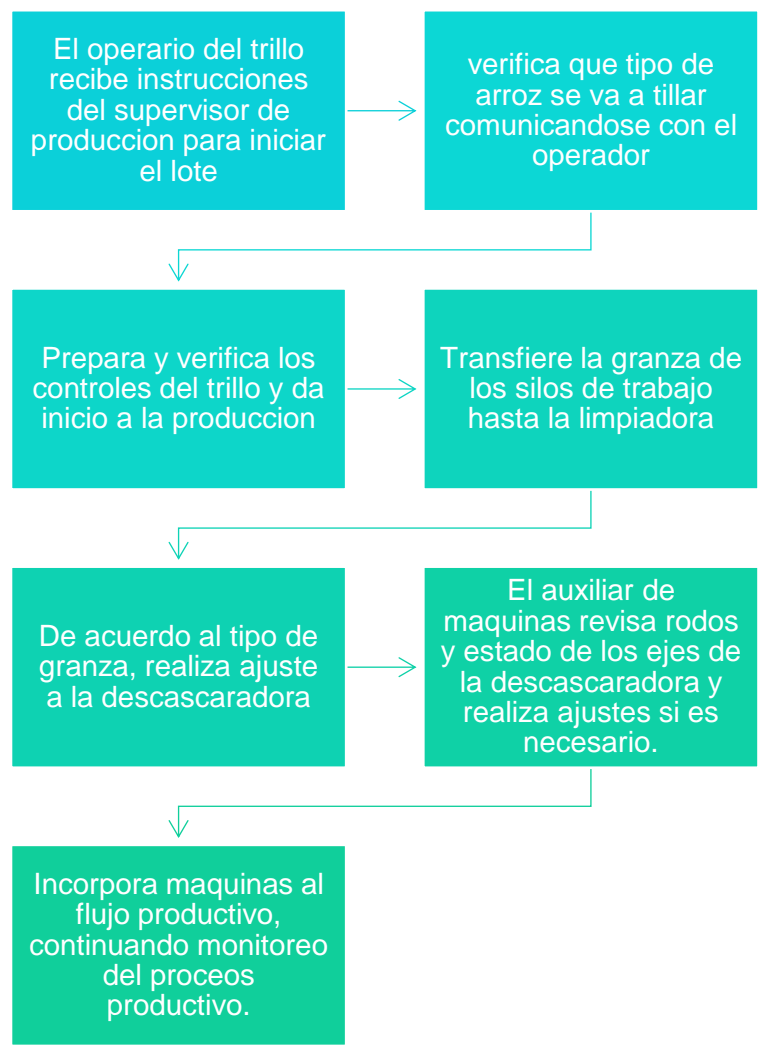 El operario del trillo
recibe instrucciones
del supervisor de
produccion para iniciar
el lote
verifica que tipo de
arroz se va a tillar
comunicandose con el
operador
Prepara y verifica los
controles del trillo y da
inicio a la produccion
Transfiere la granza de
los silos de trabajo
hasta la limpiadora
De acuerdo al tipo de
granza, realiza ajuste
a la descascaradora
El auxiliar de
maquinas revisa rodos
y estado de los ejes de
la descascaradora y
realiza ajustes si es
necesario.
Incorpora maquinas al
flujo productivo,
continuando monitoreo
del proceos
productivo.